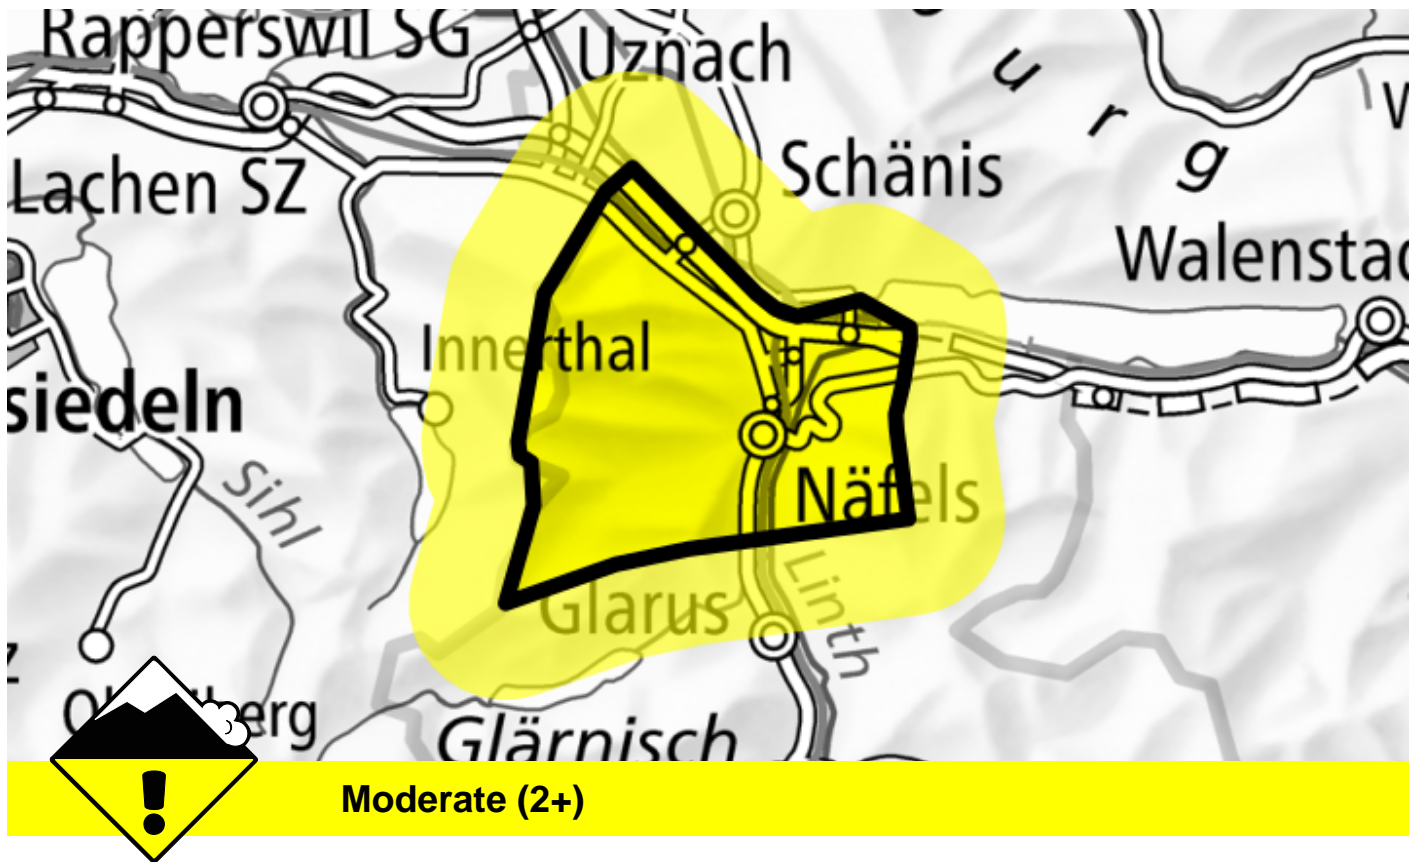 Rapperswil SG
Uznach
u
r
g
Schänis
Lachen SZ
Walenstad
Innerthal
siedeln
Näfels
Sihl
Linth
Glarus
Glärnisch
Moderate (2+)